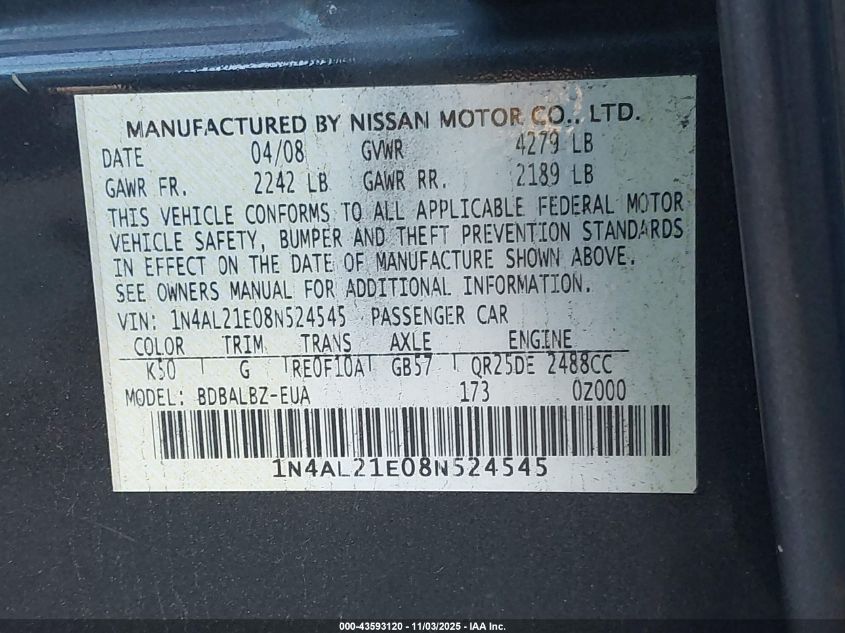 MANUFACTURED BY NISSAN MOTOR CO., LTD.
DATE 04/08 GVWR 4279 LB
GAWR FR. 2242 LB GAWR RR. 2189 LB
THIS VEHICLE CONFORMS TO ALL APPLICABLE FEDERAL MOTOR
VEHICLE SAFETY, BUMPER AND THEFT PREVENTION STANDARDS
IN EFFECT ON THE DATE OF MANUFACTURE SHOWN ABOVE.
SEE OWNERS MANUAL FOR ADDITIONAL INFORMATION.
VIN: 1N4AL21E08N524545 PASSENGER CAR
COLOR TRIM TRANS AXLE ENGINE
K50 G RE0F10A GB57 QR25DE 2488CC
MODEL: BDBALBZ-EUA 173 0Z000
1N4AL21E08N524545
000-43593120 - 11/03/2025 - IAA Inc.